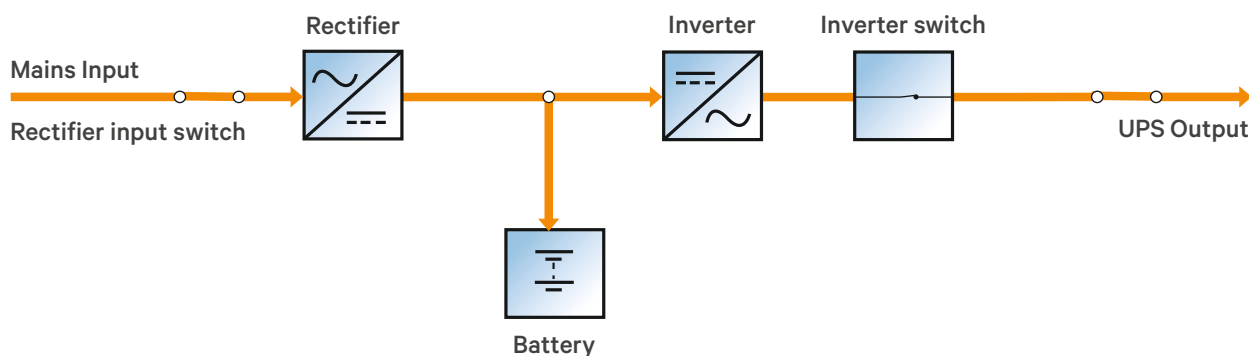 Rectifier
Inverter
Inverter switch
Mains Input
Rectifier input switch
UPS Output
Battery